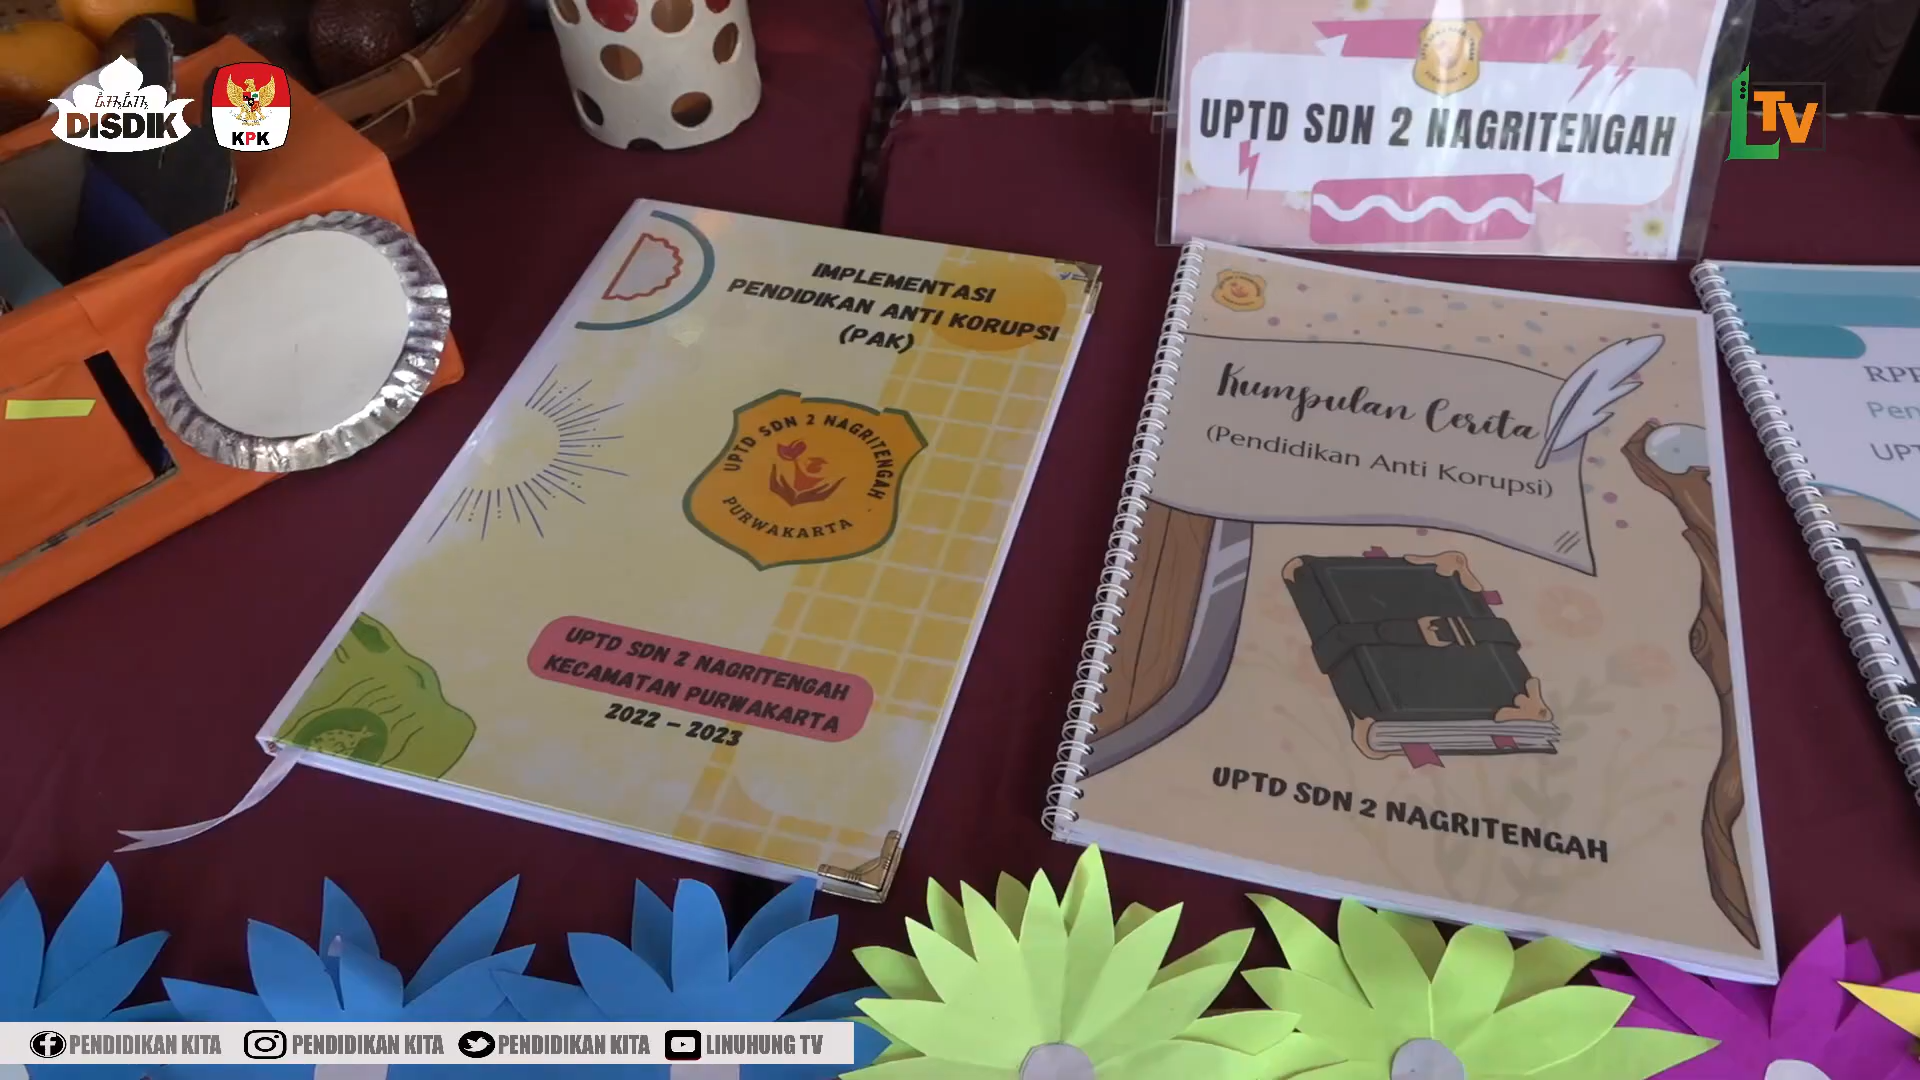 DISDIK
KPK
LTV
UPTD SDN 2 NAGRITENGAH
IMPLEMENTASI
PENDIDIKAN ANTI KORUPSI
(PAK)
UPTD SDN 2 NAGRITENGAH
PURWAKARTA
UPTD SDN 2 NAGRITENGAH
KECAMATAN PURWAKARTA
2022 – 2023
Kumpulan Cerita
(Pendidikan Anti Korupsi)
UPTD SDN 2 NAGRITENGAH
RPP
Pen
UPT
PENDIDIKAN KITA
PENDIDIKAN KITA
PENDIDIKAN KITA
LINUHUNG TV